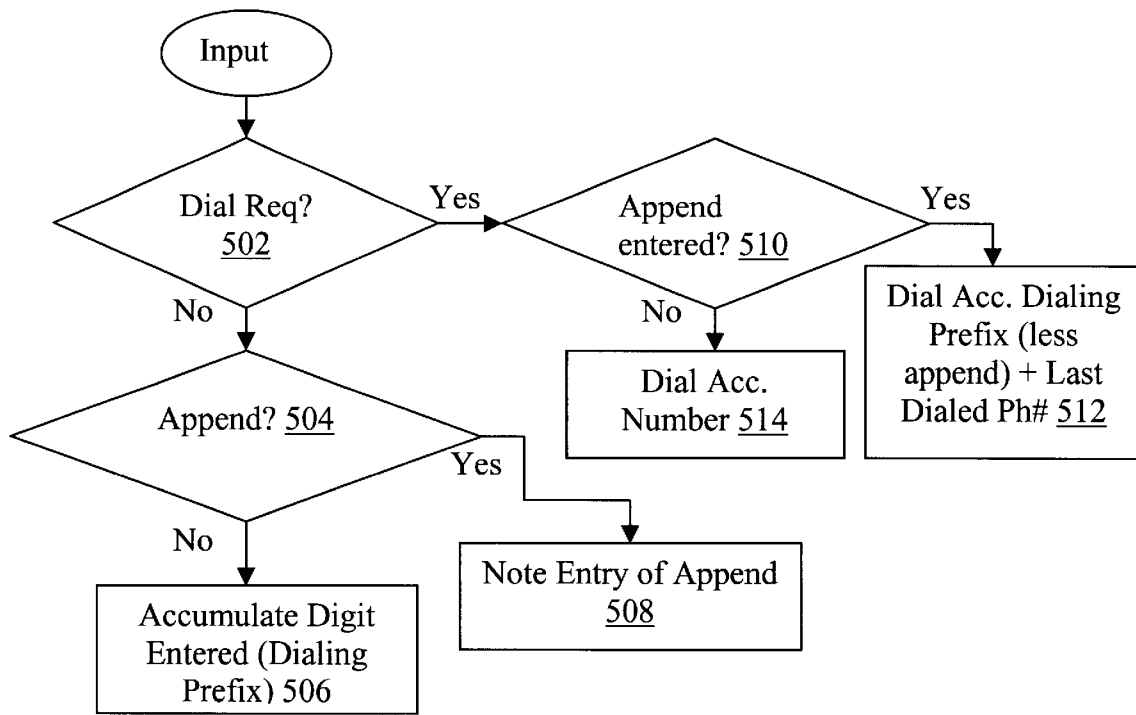 Input
Dial Req?
502
Yes
No
Append
entered? 510
Yes
No
Dial Acc. Dialing
Prefix (less
append) + Last
Dialed Ph# 512
Dial Acc.
Number 514
Append? 504
Yes
No
Note Entry of Append
508
Accumulate Digit
Entered (Dialing
Prefix) 506